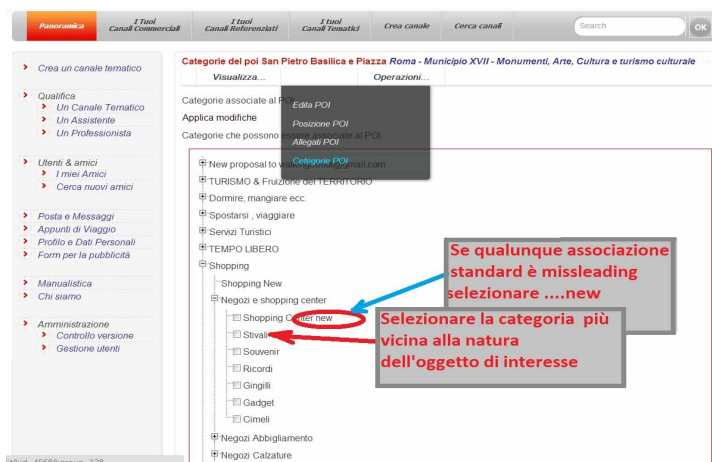 Panoramica
I Tuoi
Canali Commerciali
I tuoi
Canali Referenziati
I tuoi
Canali Tematici
Crea canale
Cerca canali
Search
OK
Crea un canale tematico
Qualifica
Un Canale Tematico
Un Assistente
Un Professionista
Utenti & amici
I miei Amici
Cerca nuovi amici
Posta e Messaggi
Appunti di Viaggio
Profilo e Dati Personali
Form per la pubblicità
Manualistica
Chi siamo
Amministrazione
Controllo versione
Gestione utenti
Categorie del poi San Pietro Basilica e Piazza Roma - Municipio XVII - Monumenti, Arte, Cultura e turismo culturale
Visualizza...
Operazioni...
Edita POI
Posizione POI
Allegati POI
Categorie POI
Categorie associate al POI
Applica modifiche
Categorie che possono essere associate al POI
New proposal to
TURISMO & Fruizione del TERRITORIO
Dormire, mangiare ecc.
Spostarsi , viaggiare
Servizi Turistici
TEMPO LIBERO
Shopping
Shopping New
Negozi e shopping center
Shopping Center new
Stivali
Souvenir
Ricordi
Gingilli
Gadget
Cimeli
Negozi Abbigliamento
Negozi Calzature
Se qualunque associazione
standard è missleading
selezionare ....new
Selezionare la categoria più
vicina alla natura
dell'oggetto di interesse